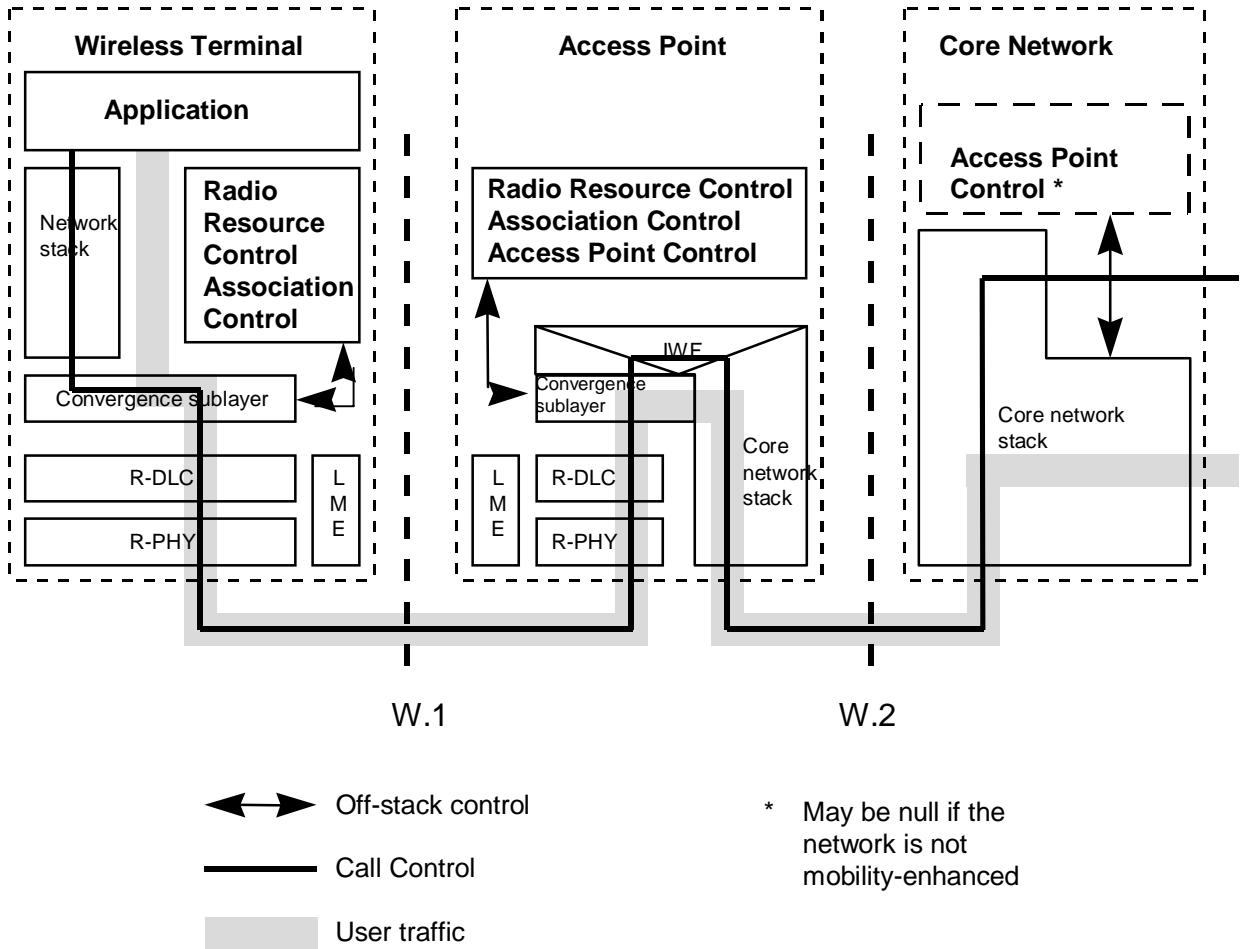 Wireless Terminal
Access Point
Core Network
Application
Access Point
Control *
Network
stack
Radio
Resource
Control
Association
Control
Radio Resource Control
Association Control
Access Point Control
IWF
Convergence sublayer
Convergence
sublayer
Core network
stack
Core
network
stack
R-DLC
L
M
E
R-PHY
L
M
E
R-DLC
R-PHY
W.1
W.2
Off-stack control
Call Control
User traffic
* May be null if the
network is not
mobility-enhanced